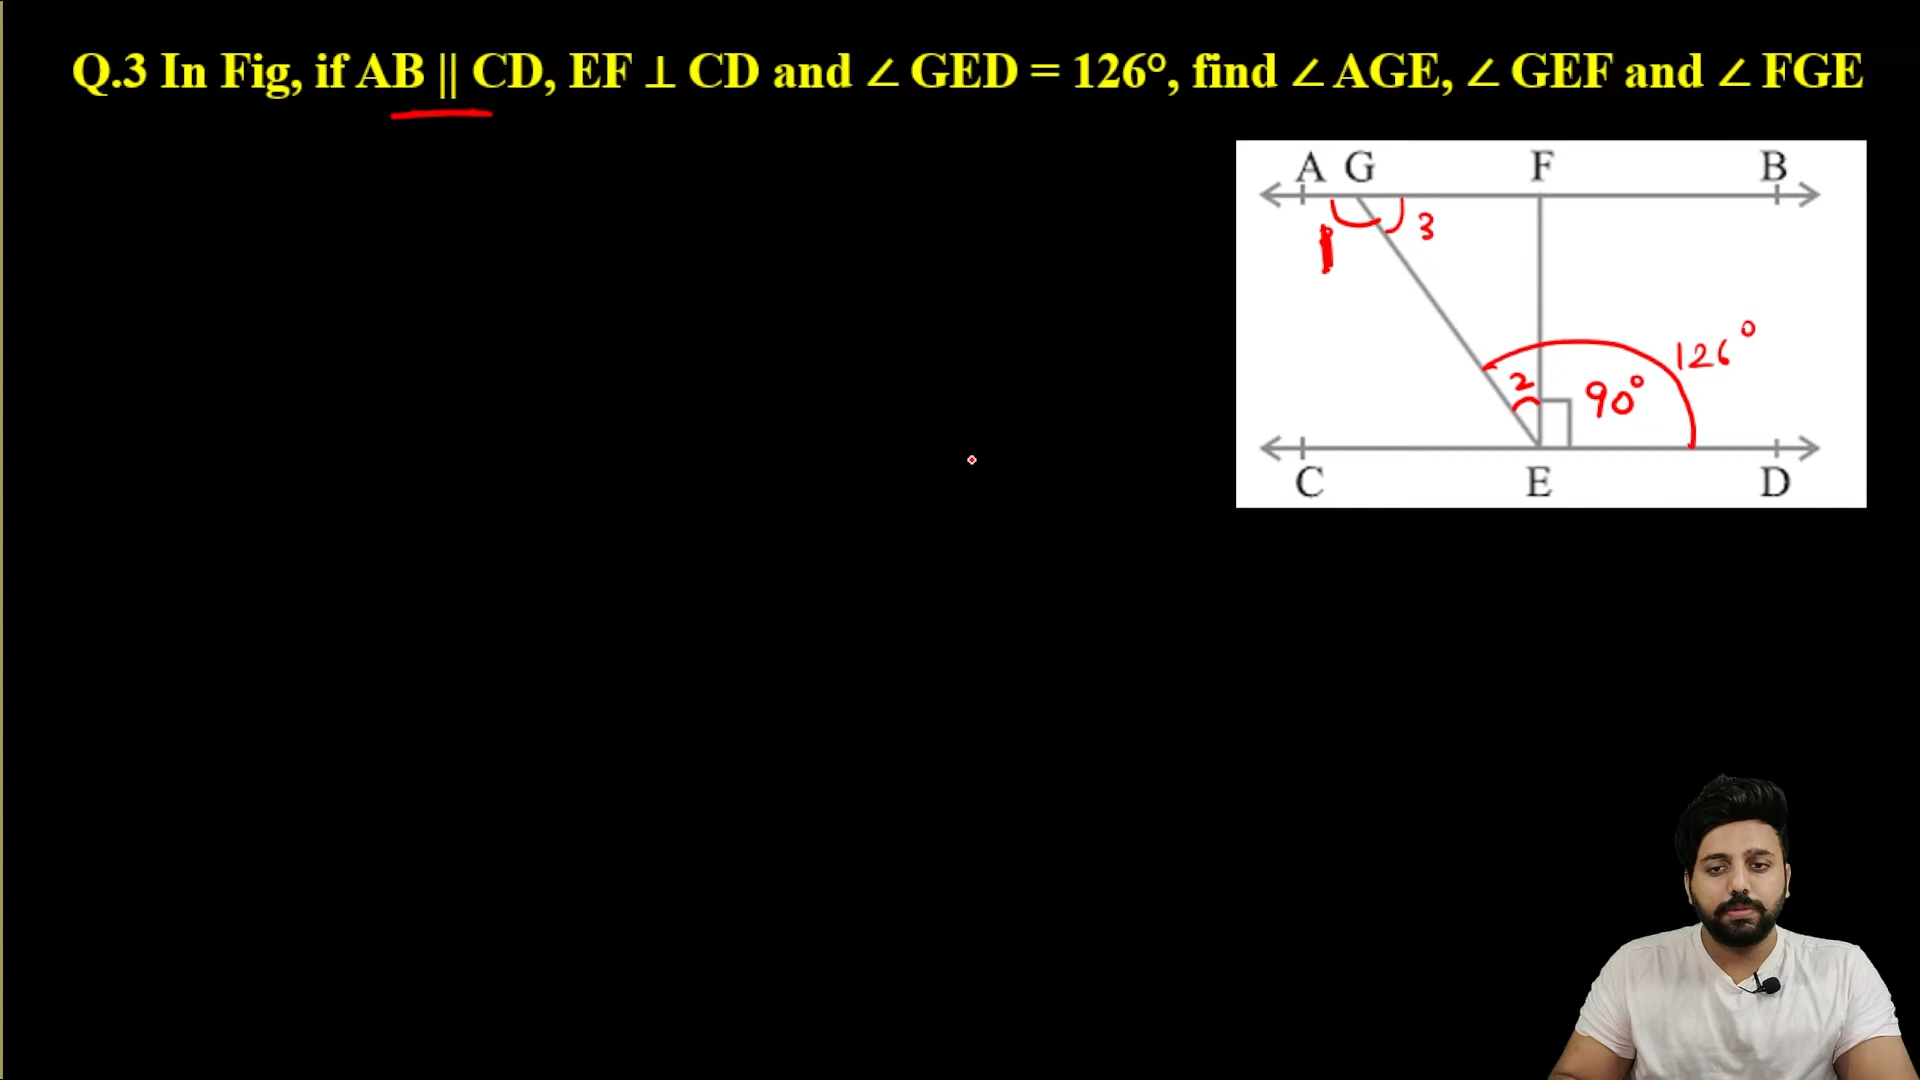 Q.3 In Fig, if AB || CD, EF ⊥ CD and ∠ GED = 126°, find ∠ AGE, ∠ GEF and ∠ FGE
A G F B
1 3
126°
2 90°
C E D